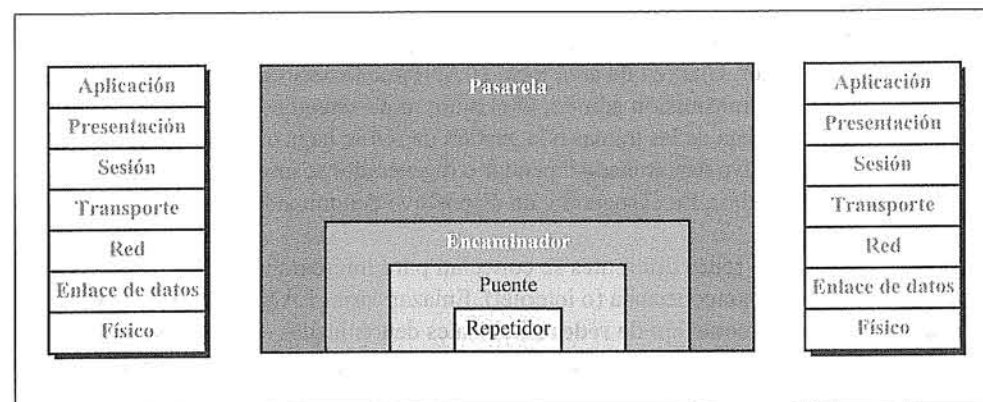 Aplicación
Presentación
Sesión
Transporte
Red
Enlace de datos
Físico
Pasarela
Encaminador
Puente
Repetidor
Aplicación
Presentación
Sesión
Transporte
Red
Enlace de datos
Físico